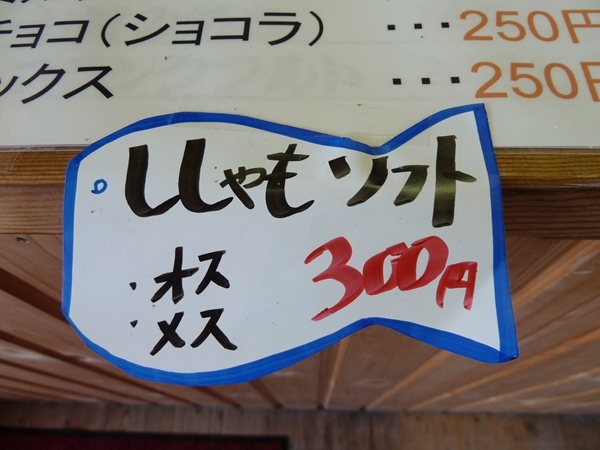 チョコ(ショコラ) ･･･250円
ックス ･･･250円
ししゃもソフト
･オス 300円
･メス